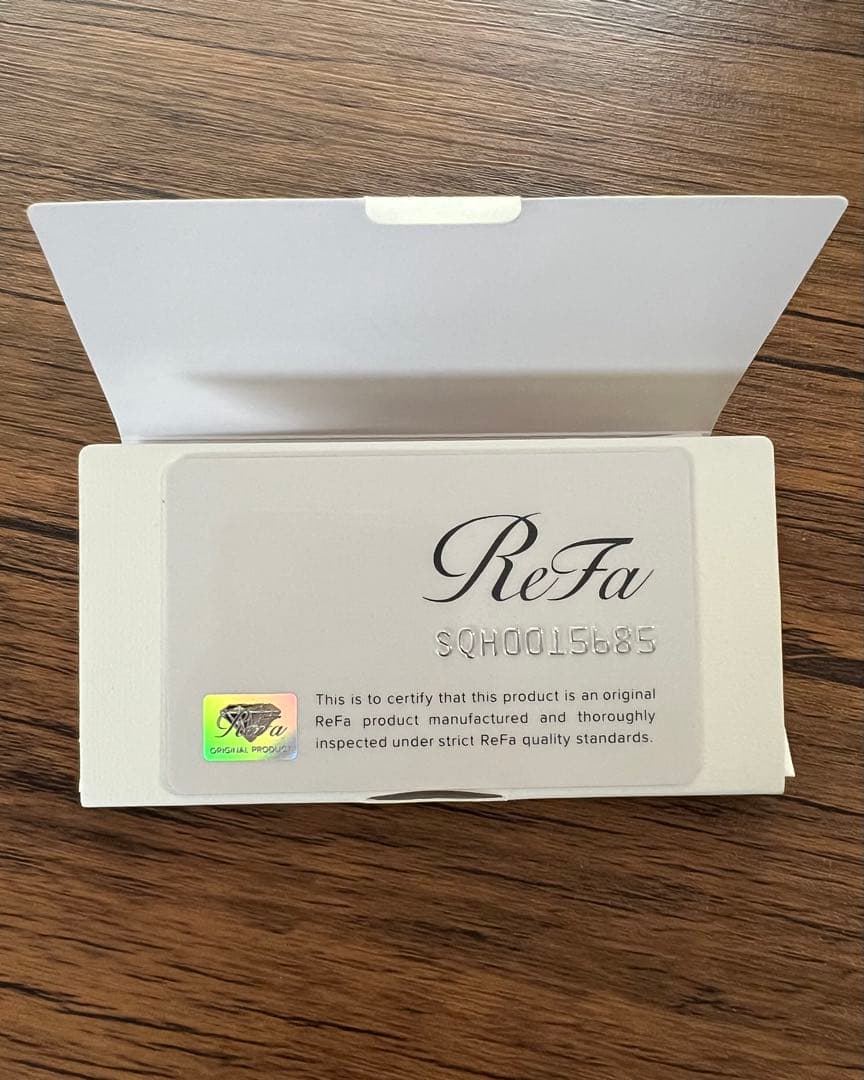 ReFa
SQH0015685
This is to certify that this product is an original
ReFa product manufactured and thoroughly
inspected under strict ReFa quality standards.
ReFa
ORIGINAL PRODUCT